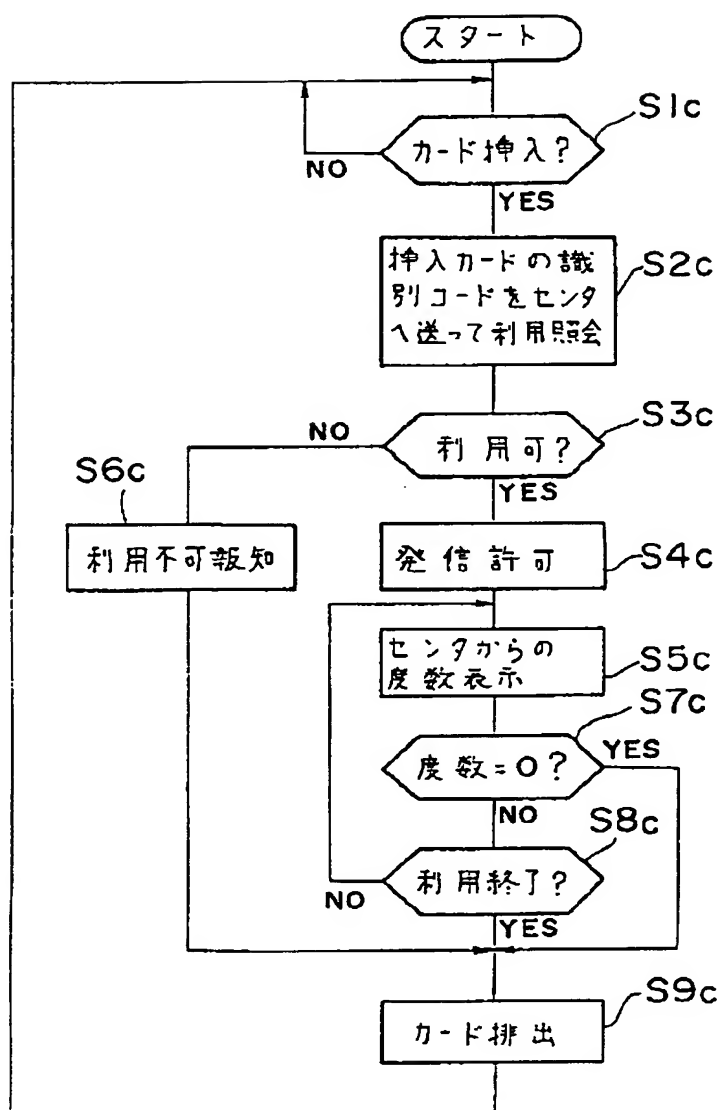 スタート
S1c
カード挿入?
NO
YES
挿入カードの識
別コードをセンタ
へ送って利用照会
S2c
S3c
NO
利用可?
YES
S6c
利用不可報知
発信許可
S4c
センタからの
度数表示
S5c
S7c
度数=0?
YES
NO
S8c
利用終了?
NO
YES
S9c
カード排出